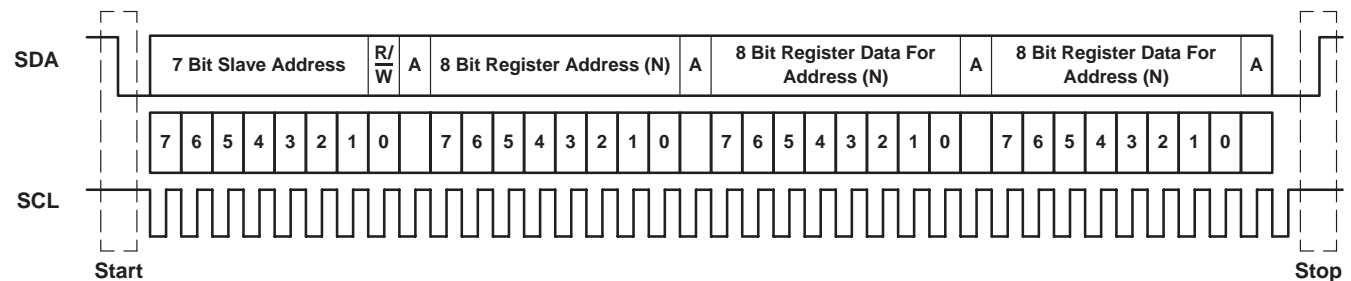 SDA
7 Bit Slave Address
R/
W
A
8 Bit Register Address (N)
A
8 Bit Register Data For
Address (N)
A
8 Bit Register Data For
Address (N)
A
7 6 5 4 3 2 1 0 7 6 5 4 3 2 1 0 7 6 5 4 3 2 1 0 7 6 5 4 3 2 1 0
SCL
Start
Stop